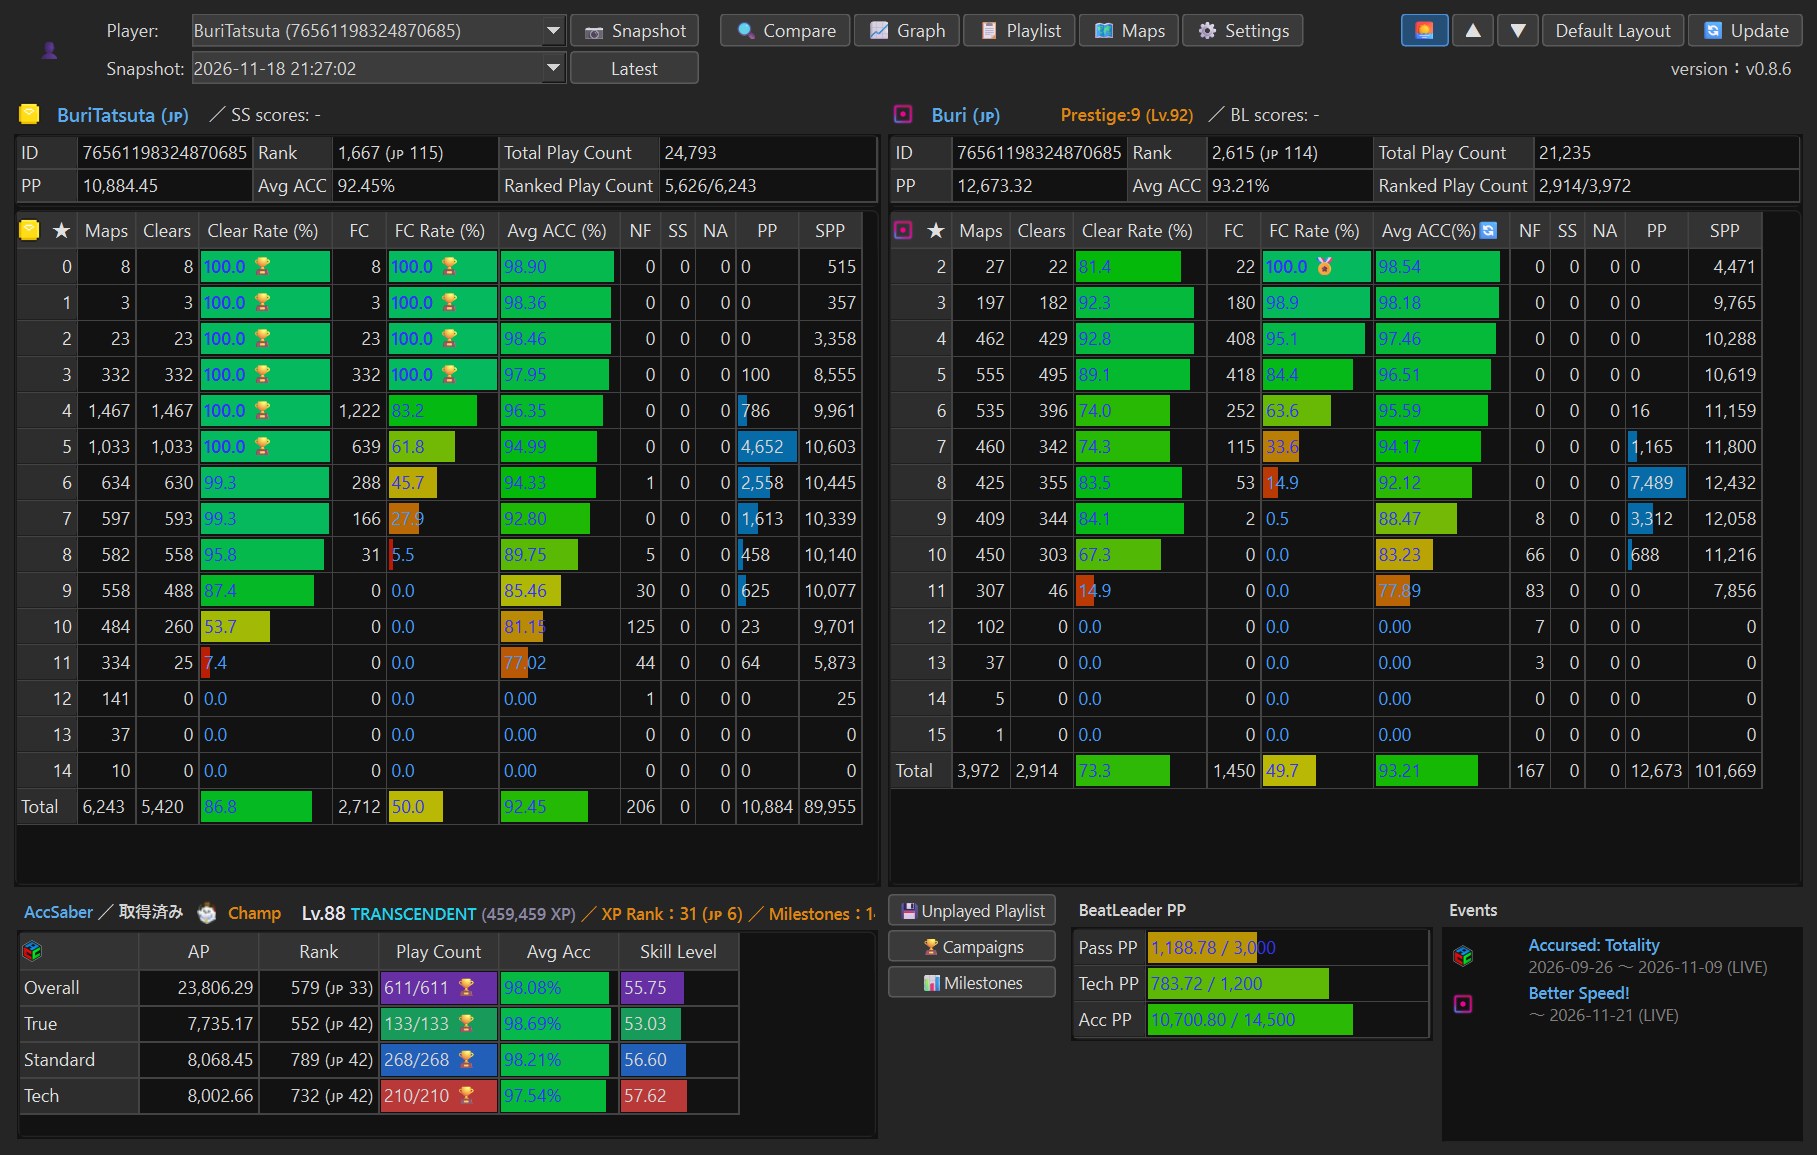 Player: BuriTatsuta (76561198324870685) Snapshot Compare Graph Playlist Maps Settings ▲ ▼ Default Layout Update
Snapshot: 2026-11-18 21:27:02 Latest version：v0.8.6
BuriTatsuta (JP) ／ SS scores: -
ID 76561198324870685 Rank 1,667 (JP 115) Total Play Count 24,793
PP 10,884.45 Avg ACC 92.45% Ranked Play Count 5,626/6,243
★ Maps Clears Clear Rate (%) FC FC Rate (%) Avg ACC (%) NF SS NA PP SPP
0 8 8 100.0 8 100.0 98.90 0 0 0 0 515
1 3 3 100.0 3 100.0 98.36 0 0 0 0 357
2 23 23 100.0 23 100.0 98.46 0 0 0 0 3,358
3 332 332 100.0 332 100.0 97.95 0 0 0 100 8,555
4 1,467 1,467 100.0 1,222 83.2 96.35 0 0 0 786 9,961
5 1,033 1,033 100.0 639 61.8 94.99 0 0 0 4,652 10,603
6 634 630 99.3 288 45.7 94.33 1 0 0 2,558 10,445
7 597 593 99.3 166 27.9 92.80 0 0 0 1,613 10,339
8 582 558 95.8 31 5.5 89.75 5 0 0 458 10,140
9 558 488 87.4 0 0.0 85.46 30 0 0 625 10,077
10 484 260 53.7 0 0.0 81.15 125 0 0 23 9,701
11 334 25 7.4 0 0.0 77.02 44 0 0 64 5,873
12 141 0 0.0 0 0.0 0.00 1 0 0 0 25
13 37 0 0.0 0 0.0 0.00 0 0 0 0 0
14 10 0 0.0 0 0.0 0.00 0 0 0 0 0
Total 6,243 5,420 86.8 2,712 50.0 92.45 206 0 0 10,884 89,955
Buri (JP) Prestige:9 (Lv.92) ／ BL scores: -
ID 76561198324870685 Rank 2,615 (JP 114) Total Play Count 21,235
PP 12,673.32 Avg ACC 93.21% Ranked Play Count 2,914/3,972
★ Maps Clears Clear Rate (%) FC FC Rate (%) Avg ACC(%) NF SS NA PP SPP
2 27 22 81.4 22 100.0 98.54 0 0 0 0 4,471
3 197 182 92.3 180 98.9 98.18 0 0 0 0 9,765
4 462 429 92.8 408 95.1 97.46 0 0 0 0 10,288
5 555 495 89.1 418 84.4 96.51 0 0 0 0 10,619
6 535 396 74.0 252 63.6 95.59 0 0 0 16 11,159
7 460 342 74.3 115 33.6 94.17 0 0 0 1,165 11,800
8 425 355 83.5 53 14.9 92.12 0 0 0 7,489 12,432
9 409 344 84.1 2 0.5 88.47 8 0 0 3,312 12,058
10 450 303 67.3 0 0.0 83.23 66 0 0 688 11,216
11 307 46 14.9 0 0.0 77.89 83 0 0 0 7,856
12 102 0 0.0 0 0.0 0.00 7 0 0 0 0
13 37 0 0.0 0 0.0 0.00 3 0 0 0 0
14 5 0 0.0 0 0.0 0.00 0 0 0 0 0
15 1 0 0.0 0 0.0 0.00 0 0 0 0 0
Total 3,972 2,914 73.3 1,450 49.7 93.21 167 0 0 12,673 101,669
AccSaber ／ 取得済み Champ Lv.88 TRANSCENDENT (459,459 XP) ／ XP Rank：31 (JP 6) ／ Milestones：
AP Rank Play Count Avg Acc Skill Level
Overall 23,806.29 579 (JP 33) 611/611 98.08% 55.75
True 7,735.17 552 (JP 42) 133/133 98.69% 53.03
Standard 8,068.45 789 (JP 42) 268/268 98.21% 56.60
Tech 8,002.66 732 (JP 42) 210/210 97.54% 57.62
Unplayed Playlist
Campaigns
Milestones
BeatLeader PP
Pass PP 1,188.78 / 3,000
Tech PP 783.72 / 1,200
Acc PP 10,700.80 / 14,500
Events
Accursed: Totality
2026-09-26 ～ 2026-11-09 (LIVE)
Better Speed!
～ 2026-11-21 (LIVE)